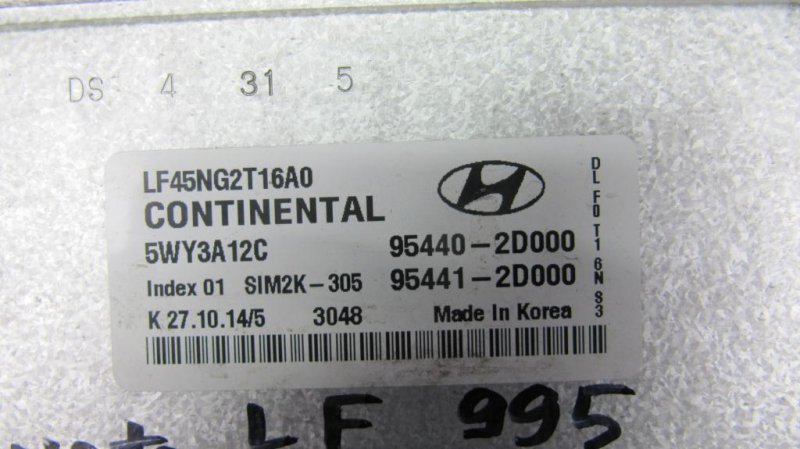 DS 4 31 5
LF45NG2T16A0
CONTINENTAL
5WY3A12C 95440-2D000
Index 01 SIM2K-305 95441-2D000
K 27.10.14/5 3048 Made In Korea
DL F0 T1 6N S3
LF 995